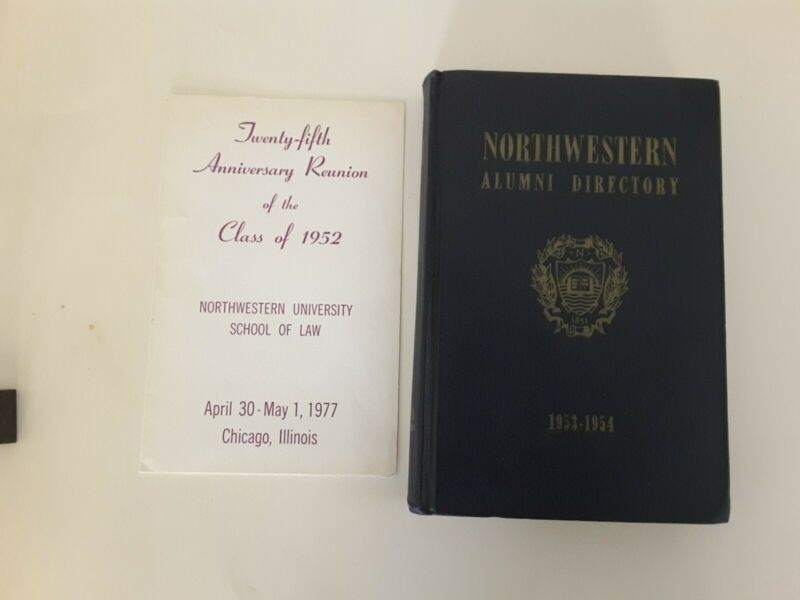 Twenty-fifth
Anniversary Reunion
of the
Class of 1952
NORTHWESTERN UNIVERSITY
SCHOOL OF LAW
April 30 - May 1, 1977
Chicago, Illinois
NORTHWESTERN
ALUMNI DIRECTORY
N
1851
1953-1954